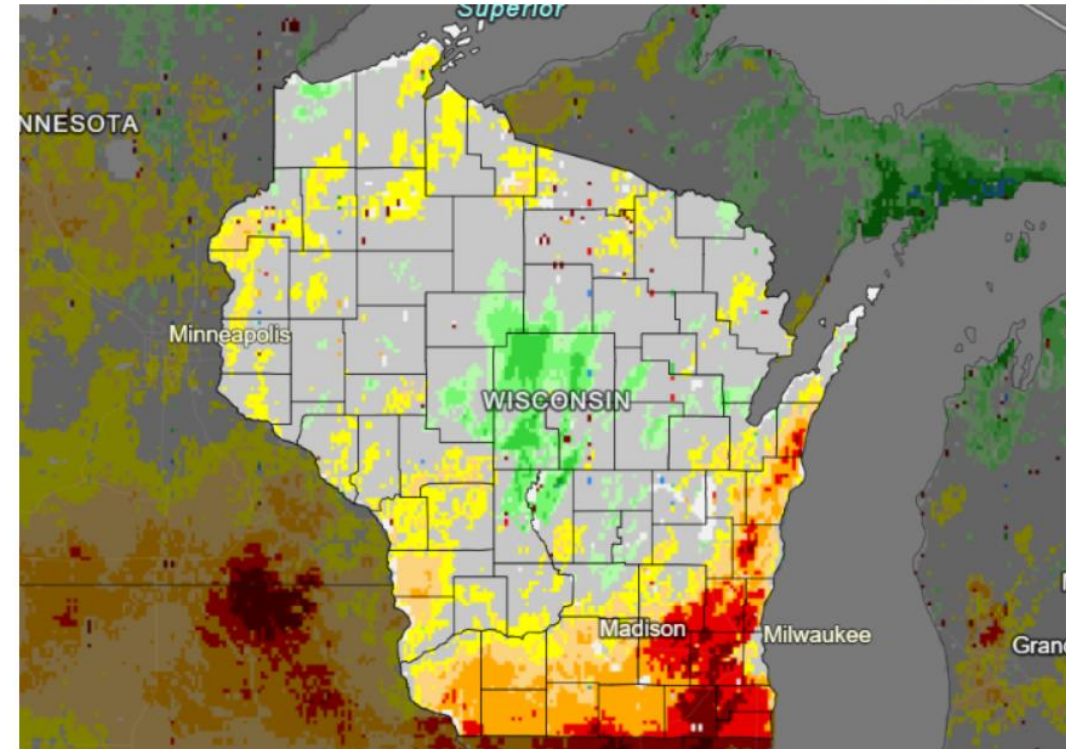 Superior
NNESOTA
Minneapolis
WISCONSIN
Madison
Milwaukee
Gran